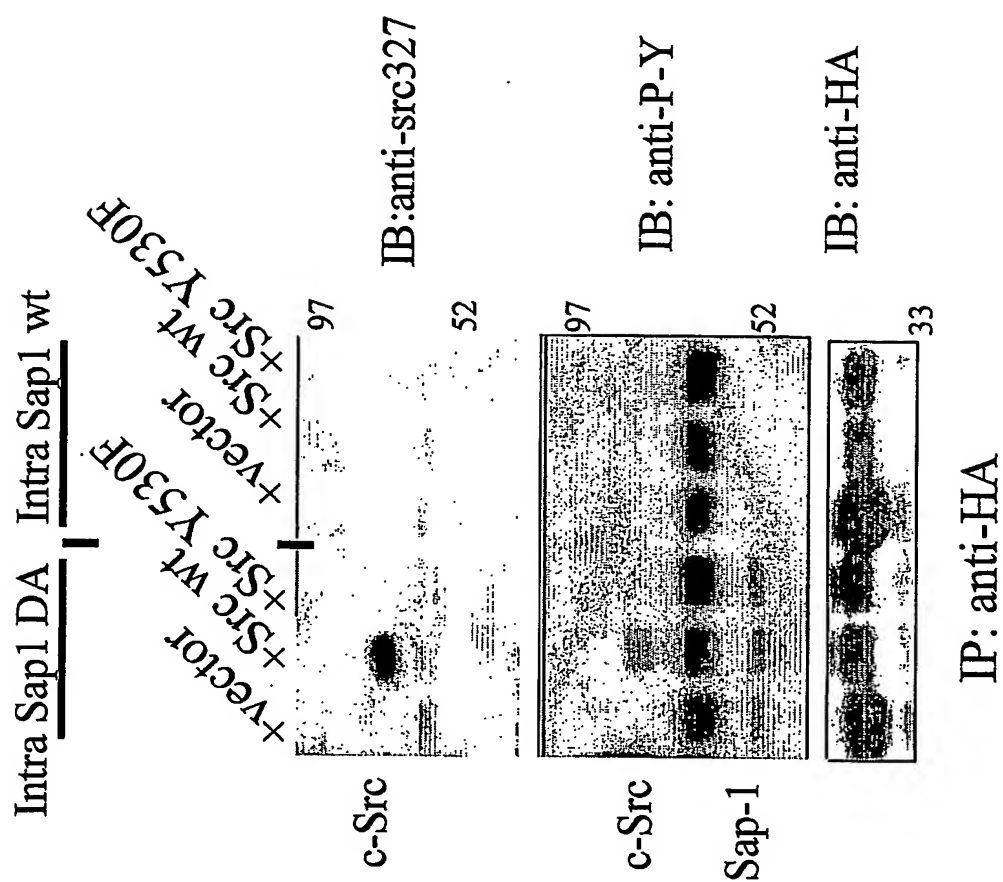 Intra Sap1 DA
Intra Sap1 wt
+vector
+Src wt
+Src Y530F
+vector
+Src wt
+Src Y530F
c-Src
97
52
IB:anti-src327
c-Src
Sap-1
97
52
IB: anti-P-Y
33
IB: anti-HA
IP: anti-HA